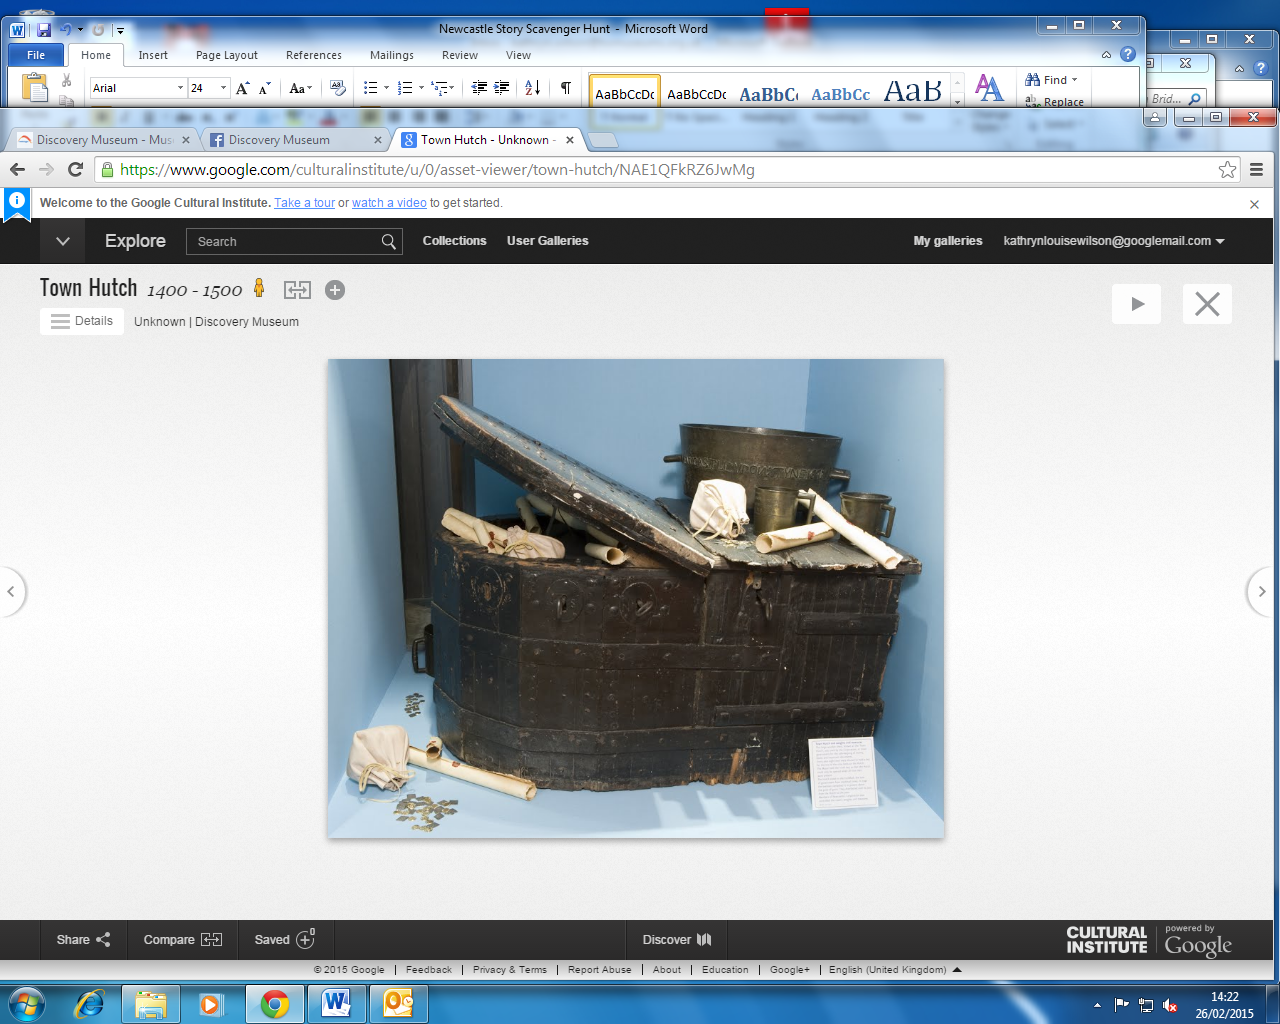 Newcastle Story Scavenger Hunt - Microsoft Word
File Home Insert Page Layout References Mailings Review View
Arial 24 Aa AaBbCcDc AaBbCcDc AaBbC AaBbCc AaB Find
Replace
Brid...
Discovery Museum - Mus Discovery Museum Town Hutch - Unknown -
https://www.google.com/culturalinstitute/u/0/asset-viewer/town-hutch/NAE1QFkRZ6JwMg
Welcome to the Google Cultural Institute. Take a tour or watch a video to get started.
Explore Search Collections User Galleries My galleries kathrynlouisewilson@googlemail.com
Town Hutch 1400 - 1500
Details Unknown | Discovery Museum
Share Compare Saved 0 Discover CULTURAL INSTITUTE powered by Google
© 2015 Google | Feedback | Privacy & Terms | Report Abuse | About | Education | Google+ | English (United Kingdom)
14:22
26/02/2015